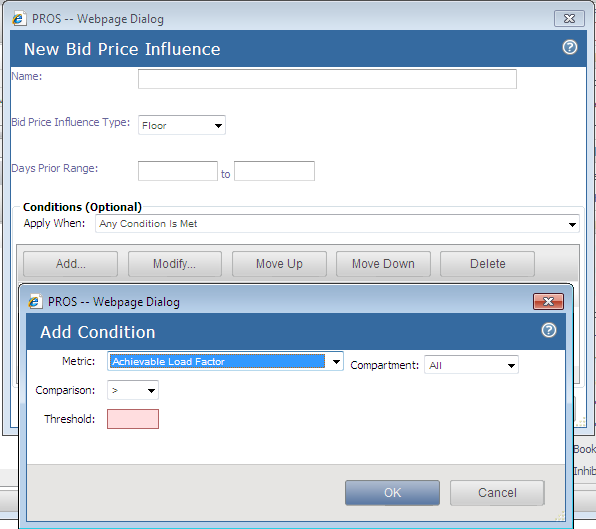 PROS -- Webpage Dialog
New Bid Price Influence
Name:
Bid Price Influence Type: Floor
Days Prior Range: to
Conditions (Optional)
Apply When: Any Condition Is Met
Add... Modify... Move Up Move Down Delete
PROS -- Webpage Dialog
Add Condition
Metric: Achievable Load Factor Compartment: All
Comparison: >
Threshold:
Book
Inhib
OK Cancel